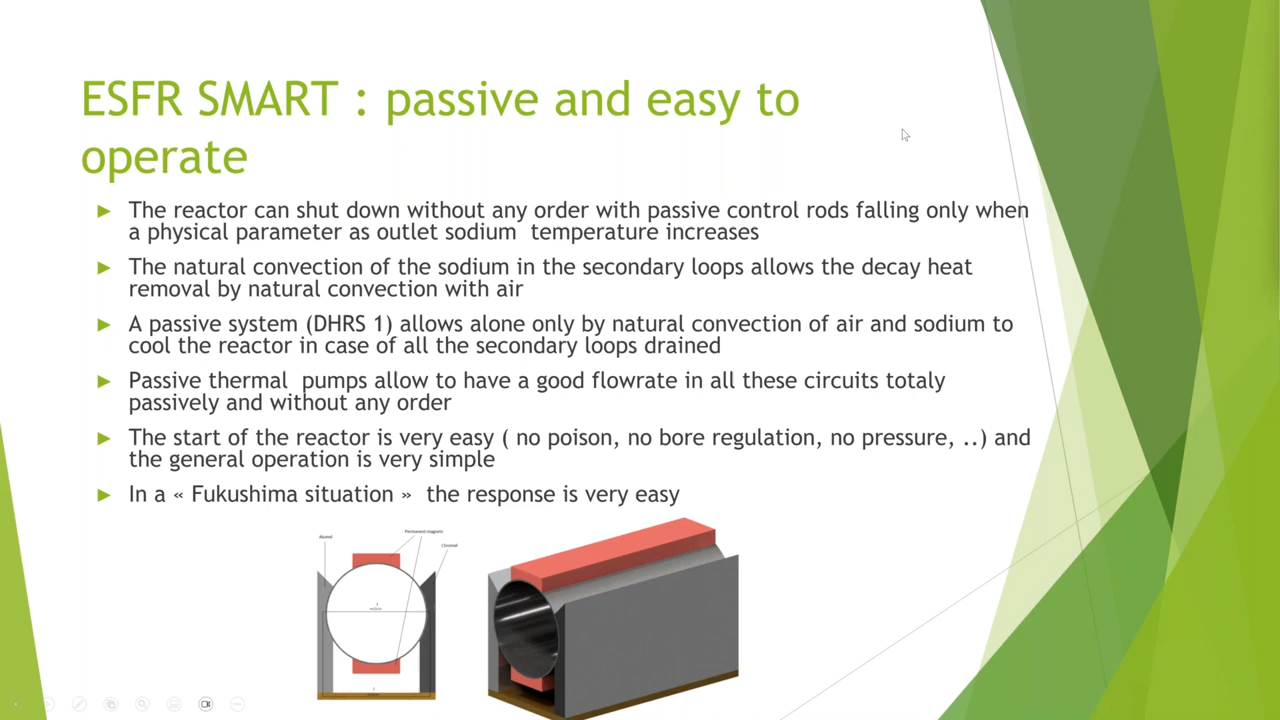 ESFR SMART : passive and easy to
operate
The reactor can shut down without any order with passive control rods falling only when
a physical parameter as outlet sodium temperature increases
The natural convection of the sodium in the secondary loops allows the decay heat
removal by natural convection with air
A passive system (DHRS 1) allows alone only by natural convection of air and sodium to
cool the reactor in case of all the secondary loops drained
Passive thermal pumps allow to have a good flowrate in all these circuits totaly
passively and without any order
The start of the reactor is very easy ( no poison, no bore regulation, no pressure, ..) and
the general operation is very simple
In a « Fukushima situation » the response is very easy
Permanent magnets
Alumel
Chromel